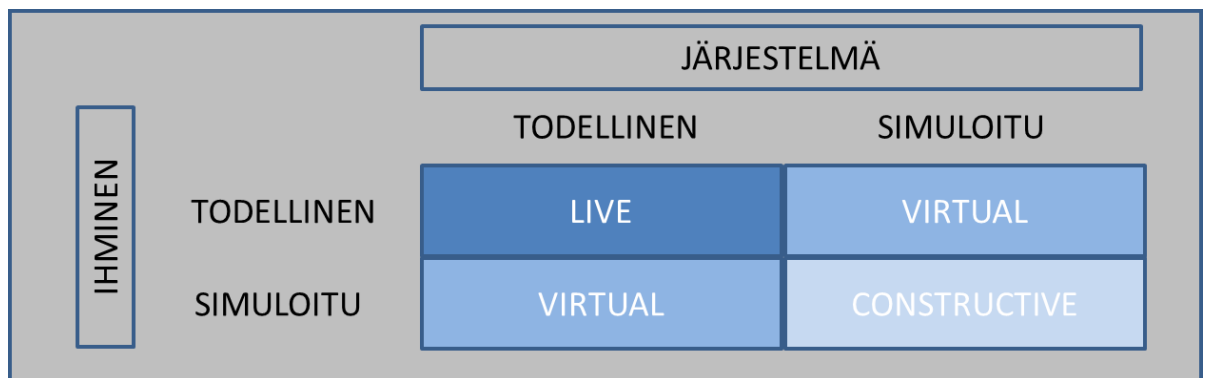 JÄRJESTELMÄ
TODELLINEN SIMULOITU
IHMINEN
TODELLINEN LIVE VIRTUAL
SIMULOITU VIRTUAL CONSTRUCTIVE